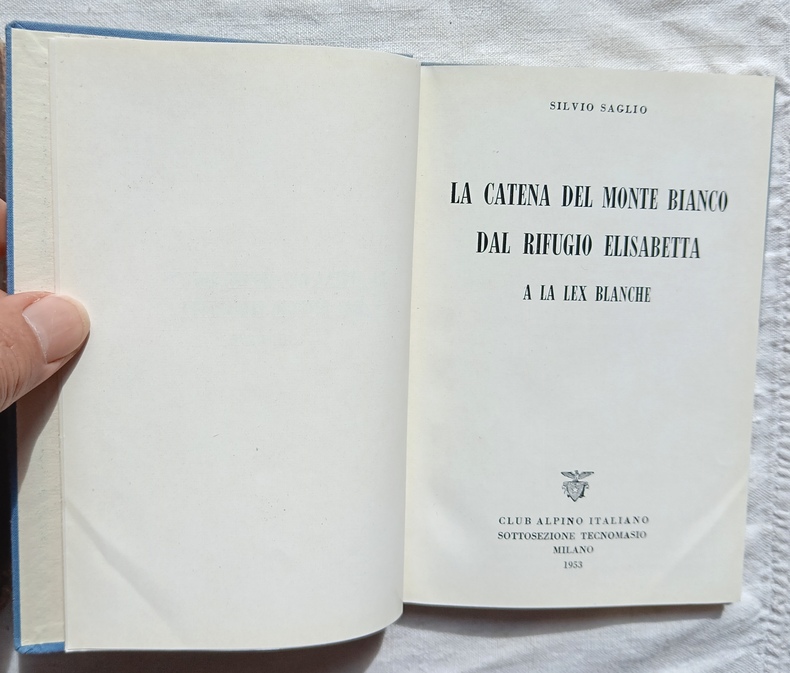 SILVIO SAGLIO
LA CATENA DEL MONTE BIANCO
DAL RIFUGIO ELISABETTA
A LA LEX BLANCHE
CLUB ALPINO ITALIANO
SOTTOSEZIONE TECNOMASIO
MILANO
1953